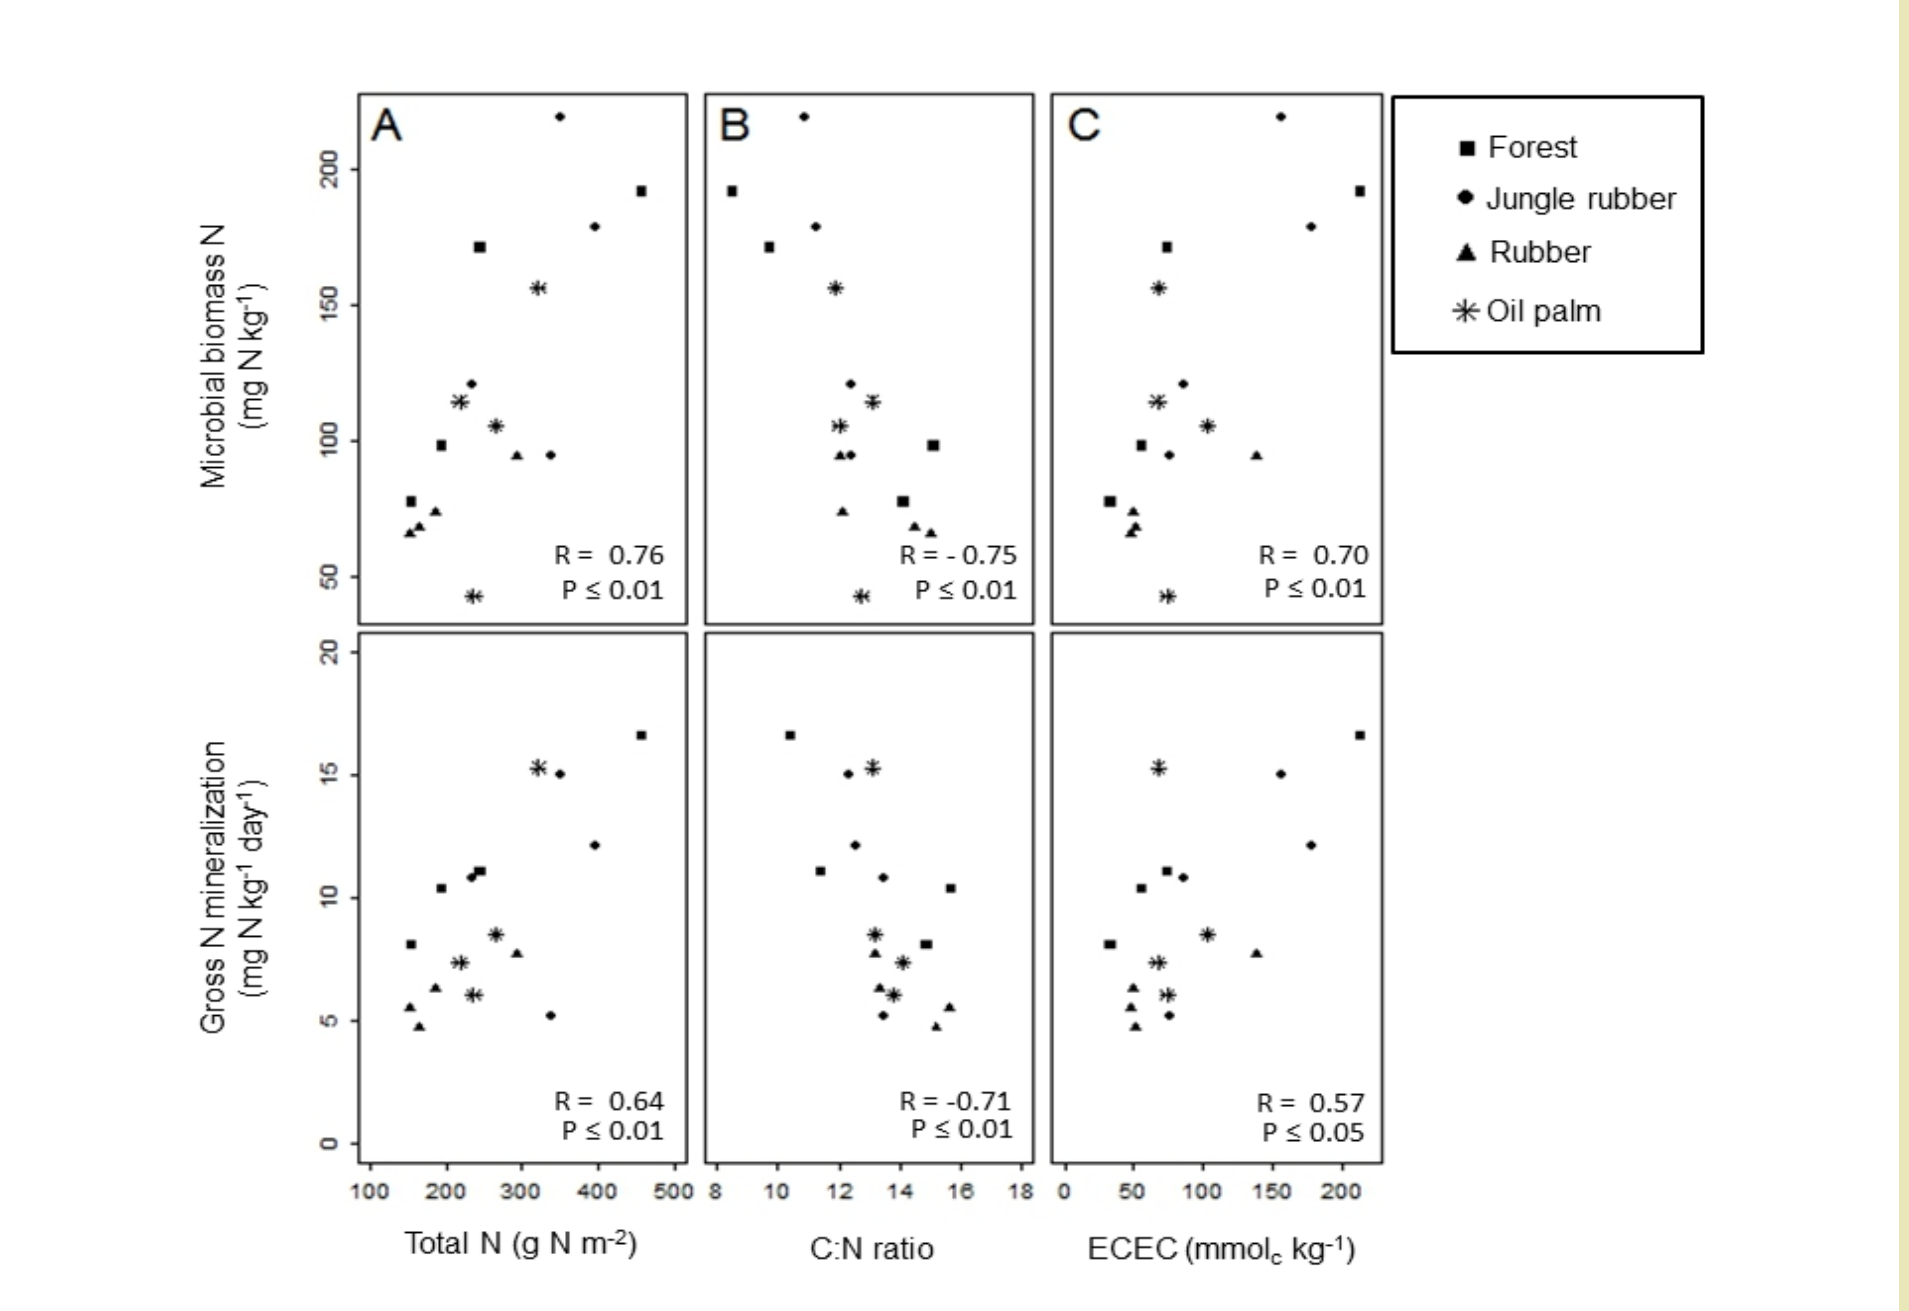 A
B
C
Forest
Jungle rubber
Rubber
Oil palm
Microbial biomass N
(mg N kg-1)
200
150
100
50
R = 0.76
P ≤ 0.01
R = - 0.75
P ≤ 0.01
R = 0.70
P ≤ 0.01
Gross N mineralization
(mg N kg-1 day-1)
20
15
10
5
0
R = 0.64
P ≤ 0.01
R = -0.71
P ≤ 0.01
R = 0.57
P ≤ 0.05
100 200 300 400 500
8 10 12 14 16 18
0 50 100 150 200
Total N (g N m-2)
C:N ratio
ECEC (mmolc kg-1)